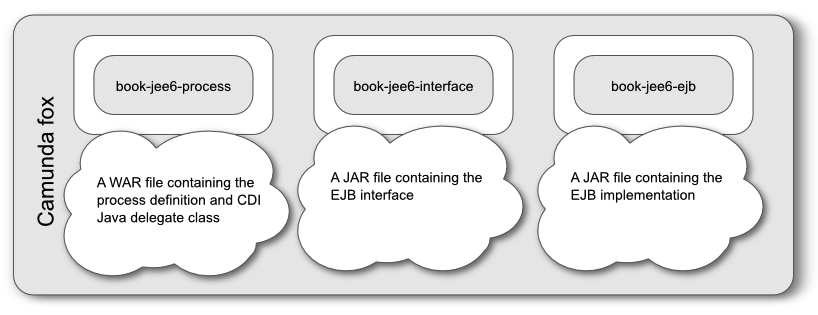 Camunda fox
book-jee6-process
A WAR file containing the
process definition and CDI
Java delegate class
book-jee6-interface
A JAR file containing the
EJB interface
book-jee6-ejb
A JAR file containing the
EJB implementation